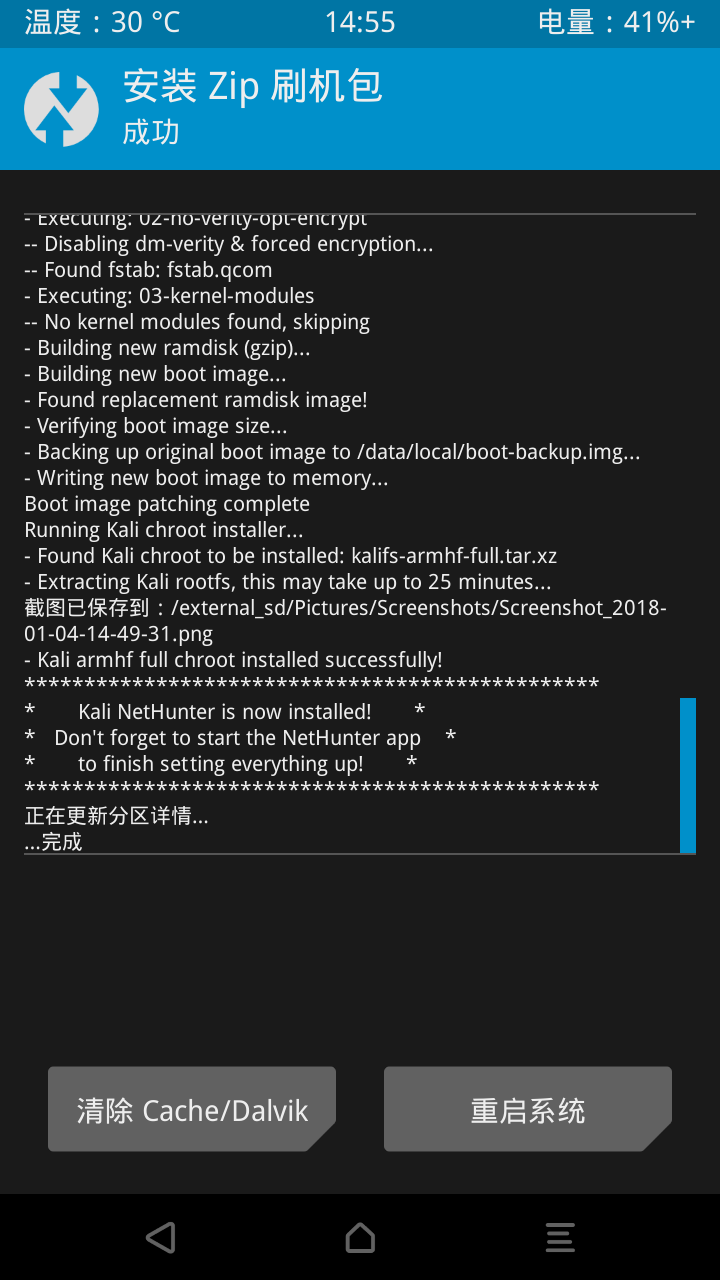 温度：30 °C 14:55 电量：41%+
安装 Zip 刷机包
成功
- Executing: 02-no-verity-opt-encrypt
-- Disabling dm-verity & forced encryption...
-- Found fstab: fstab.qcom
- Executing: 03-kernel-modules
-- No kernel modules found, skipping
- Building new ramdisk (gzip)...
- Building new boot image...
- Found replacement ramdisk image!
- Verifying boot image size...
- Backing up original boot image to /data/local/boot-backup.img...
- Writing new boot image to memory...
Boot image patching complete
Running Kali chroot installer...
- Found Kali chroot to be installed: kalifs-armhf-full.tar.xz
- Extracting Kali rootfs, this may take up to 25 minutes...
截图已保存到：/external_sd/Pictures/Screenshots/Screenshot_2018-
01-04-14-49-31.png
- Kali armhf full chroot installed successfully!
************************************************
* Kali NetHunter is now installed! *
* Don't forget to start the NetHunter app *
* to finish setting everything up! *
************************************************
正在更新分区详情...
...完成
清除 Cache/Dalvik 重启系统